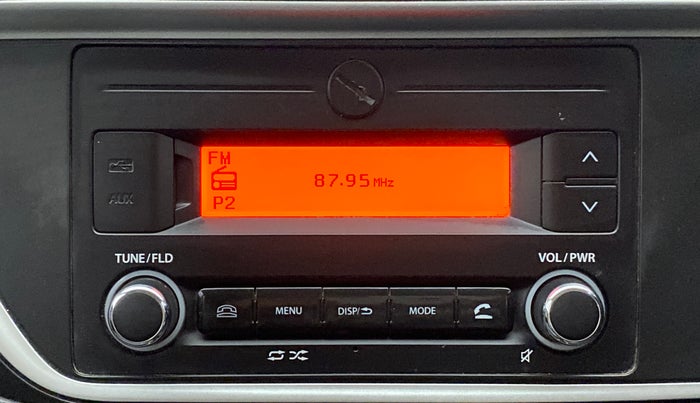 FM
87.95 MHz
P2
AUX
TUNE/FLD
VOL/PWR
MENU
DISP/
MODE